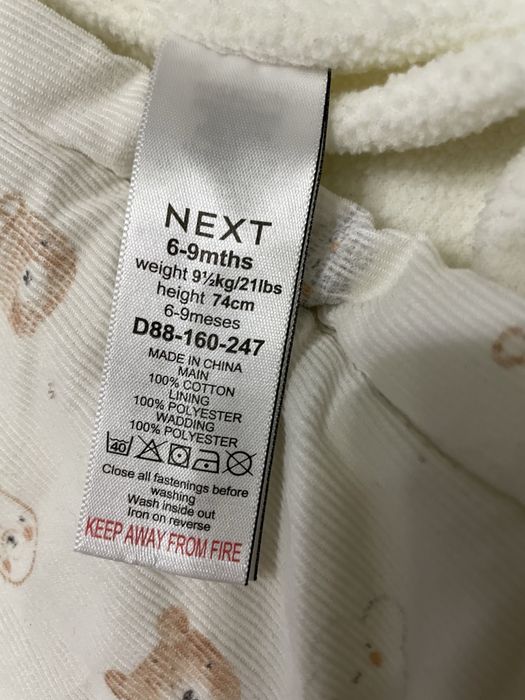 NEXT
6-9mths
weight 9½kg/21lbs
height 74cm
6-9meses
D88-160-247
MADE IN CHINA
MAIN
100% COTTON
LINING
100% POLYESTER
WADDING
100% POLYESTER
40
Close all fastenings before
washing
Wash inside out
Iron on reverse
KEEP AWAY FROM FIRE